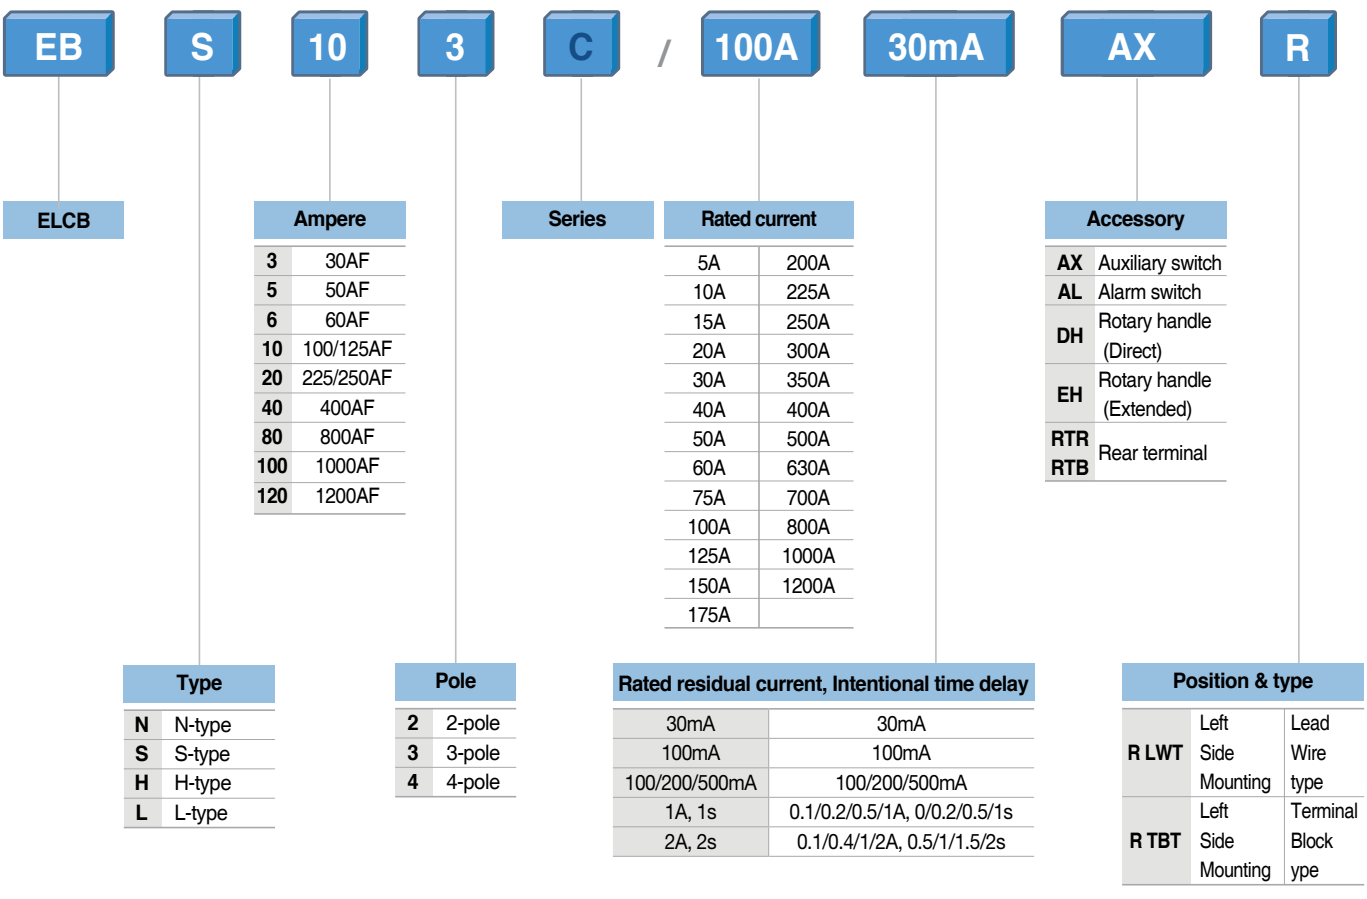 EB S 10 3 C / 100A 30mA AX R
ELCB
Ampere
3 30AF
5 50AF
6 60AF
10 100/125AF
20 225/250AF
40 400AF
80 800AF
100 1000AF
120 1200AF
Series
Rated current
5A 200A
10A 225A
15A 250A
20A 300A
30A 350A
40A 400A
50A 500A
60A 630A
75A 700A
100A 800A
125A 1000A
150A 1200A
175A
Accessory
AX Auxiliary switch
AL Alarm switch
DH Rotary handle
(Direct)
EH Rotary handle
(Extended)
RTR
RTB
Rear terminal
Type
N N-type
S S-type
H H-type
L L-type
Pole
2 2-pole
3 3-pole
4 4-pole
Rated residual current, Intentional time delay
30mA 30mA
100mA 100mA
100/200/500mA 100/200/500mA
1A, 1s 0.1/0.2/0.5/1A, 0/0.2/0.5/1s
2A, 2s 0.1/0.4/1/2A, 0.5/1/1.5/2s
Position & type
Left Lead
R LWT Side Wire
Mounting type
Left Terminal
R TBT Side Block
Mounting ype